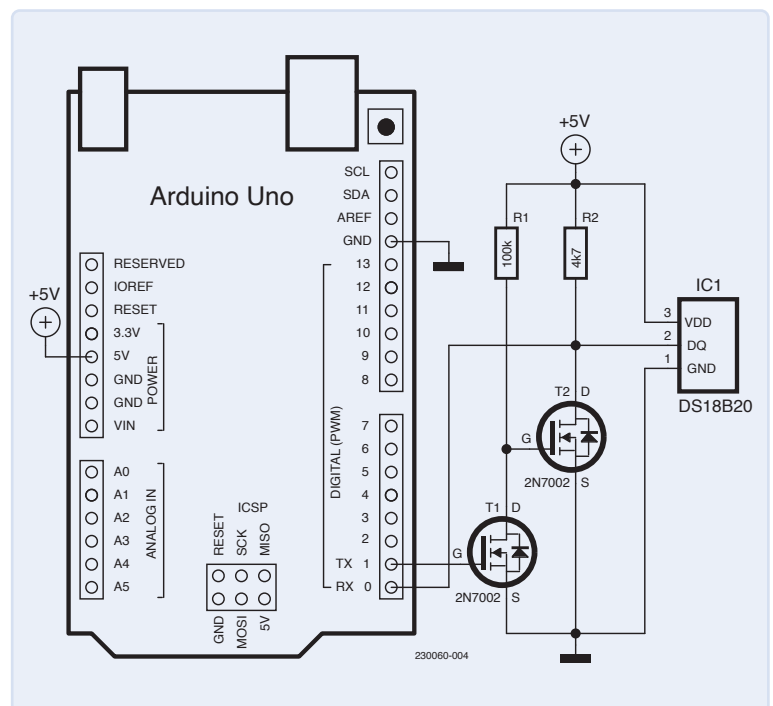 Arduino Uno
SCL
SDA
AREF
GND
13
12
11
10
9
8
7
6
5
4
3
2
TX 1
RX 0
DIGITAL (PWM)
+5V
RESERVED
IOREF
RESET
3.3V
5V
GND
GND
VIN
POWER
A0
A1
A2
A3
A4
A5
ANALOG IN
ICSP
RESET
SCK
MISO
GND
MOSI
5V
+5V
R1
100k
R2
4k7
IC1
3
VDD
2
DQ
1
GND
DS18B20
T2 D
G
2N7002 S
T1 D
G
2N7002 S
230060-004